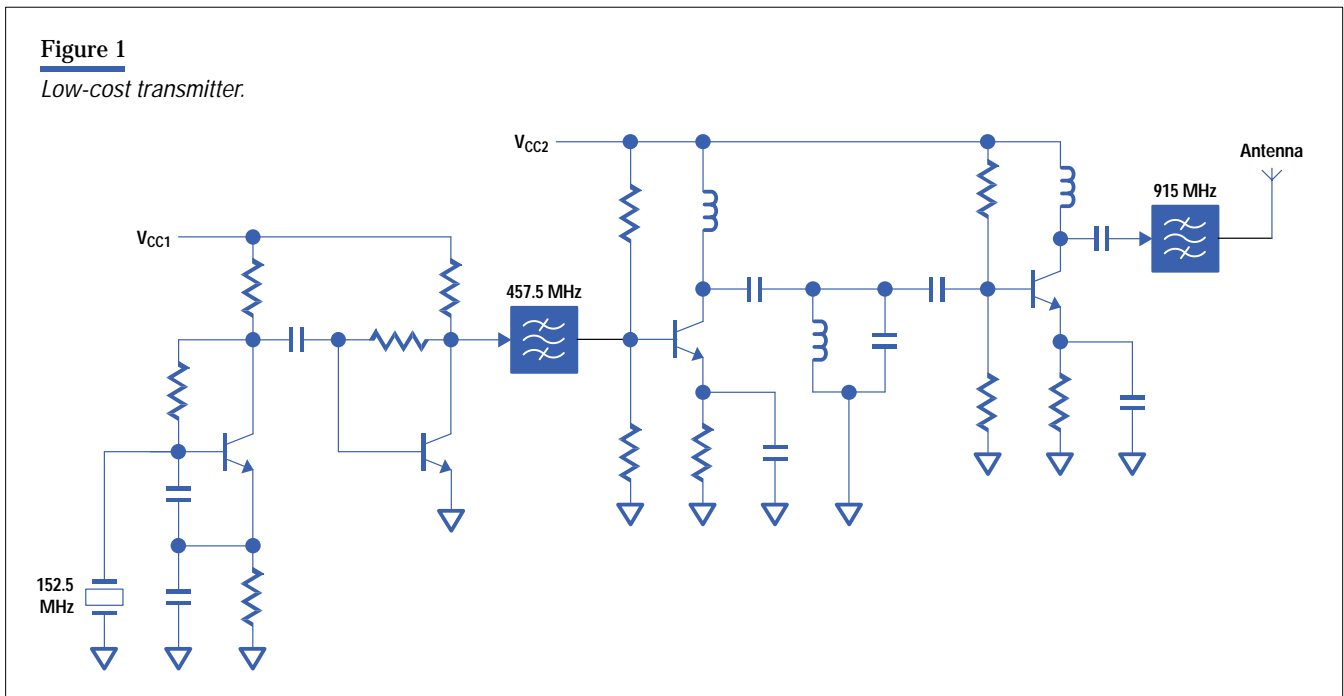 Figure 1
Low-cost transmitter.
VCC2
Antenna
915 MHz
VCC1
457.5 MHz
152.5
MHz